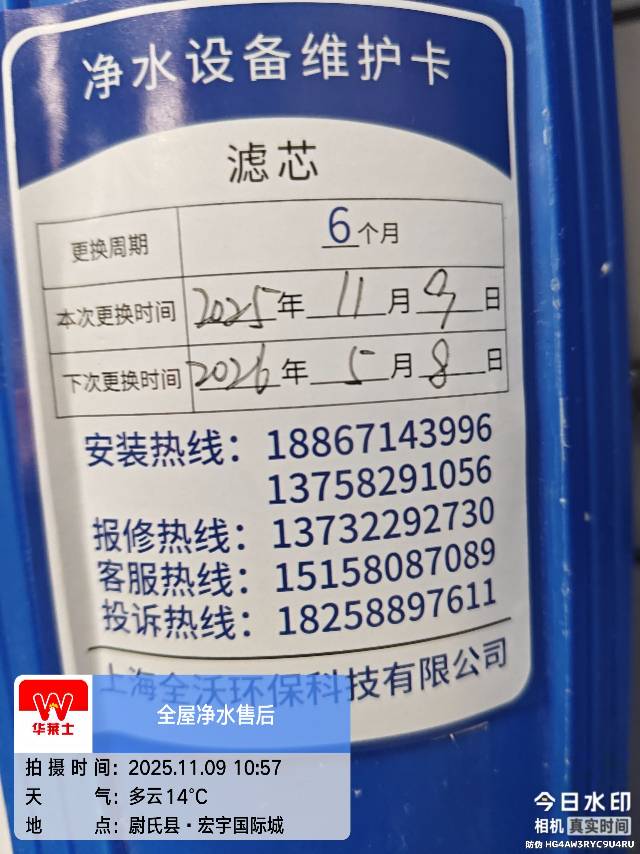 净水设备维护卡
滤芯
更换周期 6个月
本次更换时间 2025年 11 月 9 日
下次更换时间 2026年 5 月 8 日
安装热线：18867143996
13758291056
报修热线：13732292730
客服热线：15158087089
投诉热线：18258897611
上海全沃环保科技有限公司
华莱士
全屋净水售后
拍摄时间：2025.11.09 10:57
天气：多云14℃
地点：尉氏县·宏宇国际城
今日水印
相机 真实时间
防伪 HG4AW3RYC9U4RU